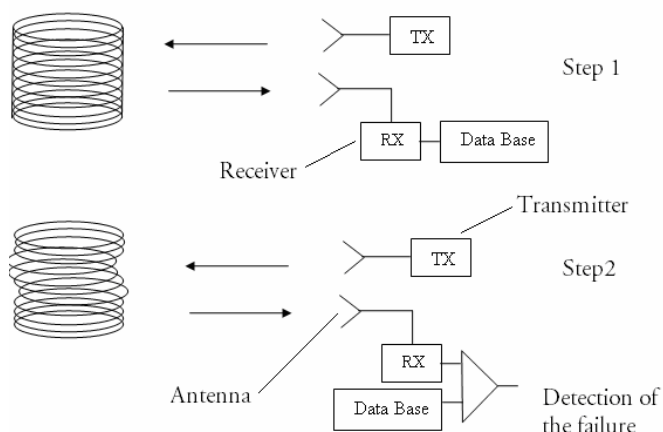 TX
Step 1
RX
Data Base
Receiver
Transmitter
TX
Step2
RX
Antenna
Data Base
Detection of
the failure